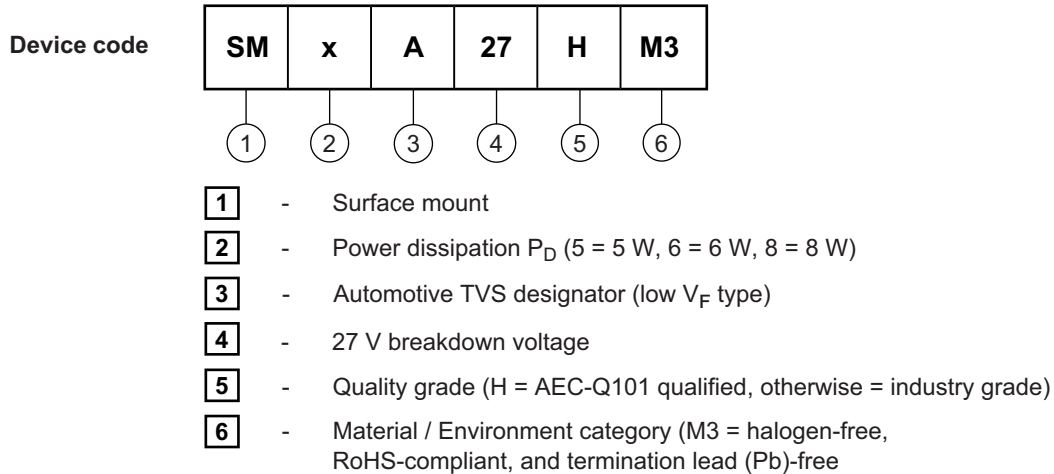 Device code
SM x A 27 H M3
1 2 3 4 5 6
1 - Surface mount
2 - Power dissipation PD (5 = 5 W, 6 = 6 W, 8 = 8 W)
3 - Automotive TVS designator (low VF type)
4 - 27 V breakdown voltage
5 - Quality grade (H = AEC-Q101 qualified, otherwise = industry grade)
6 - Material / Environment category (M3 = halogen-free,
RoHS-compliant, and termination lead (Pb)-free